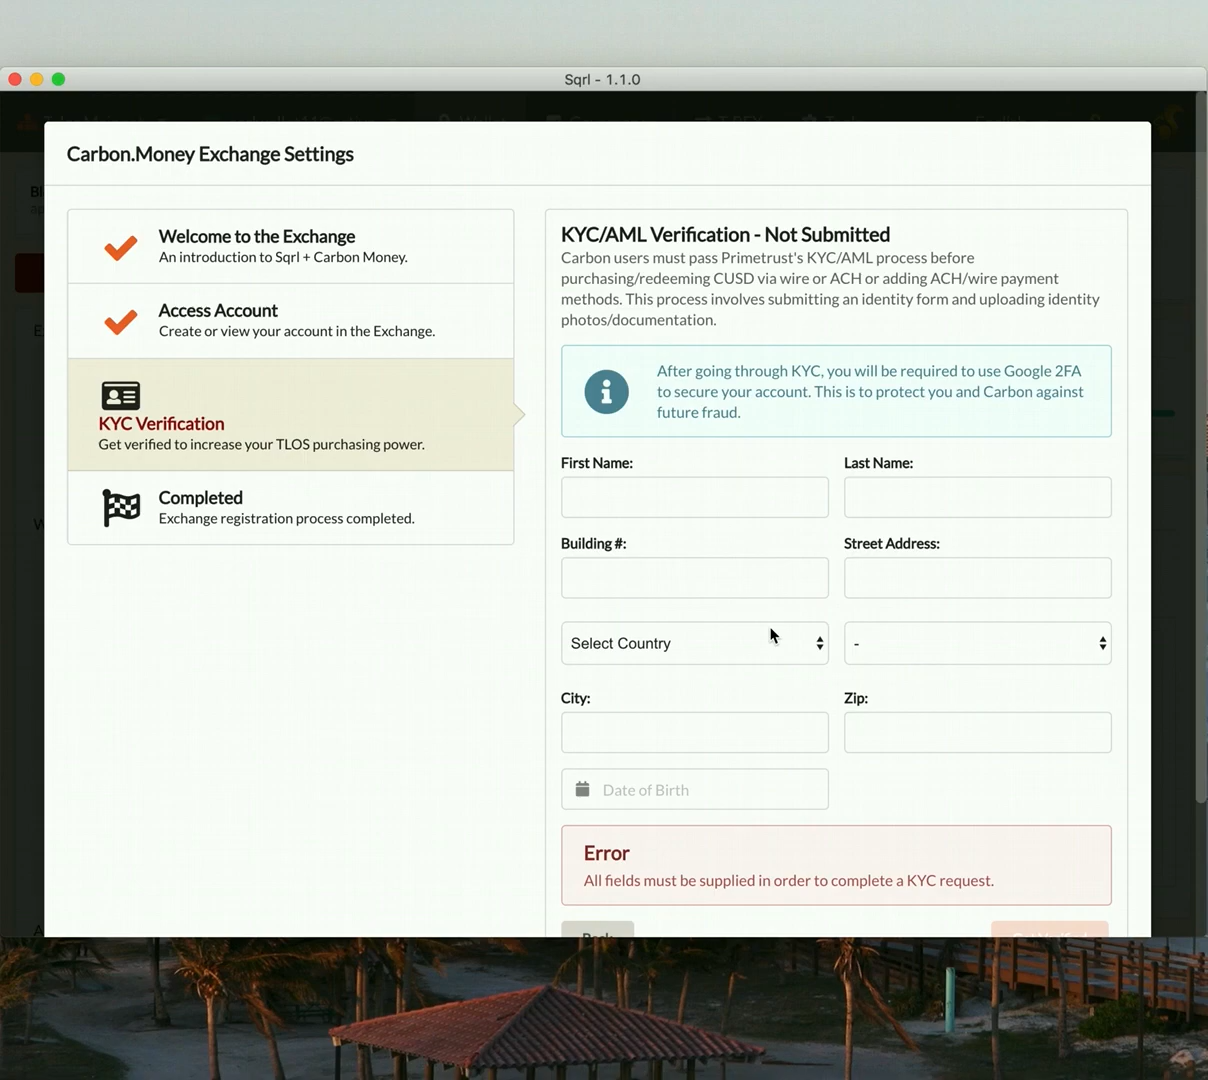 Sqrl - 1.1.0
Carbon.Money Exchange Settings
Welcome to the Exchange
An introduction to Sqrl + Carbon Money.
Access Account
Create or view your account in the Exchange.
KYC Verification
Get verified to increase your TLOS purchasing power.
Completed
Exchange registration process completed.
KYC/AML Verification - Not Submitted
Carbon users must pass Primetrust's KYC/AML process before
purchasing/redeeming CUSD via wire or ACH or adding ACH/wire payment
methods. This process involves submitting an identity form and uploading identity
photos/documentation.
After going through KYC, you will be required to use Google 2FA
to secure your account. This is to protect you and Carbon against
future fraud.
First Name:
Last Name:
Building #:
Street Address:
Select Country
-
City:
Zip:
Date of Birth
Error
All fields must be supplied in order to complete a KYC request.
Back